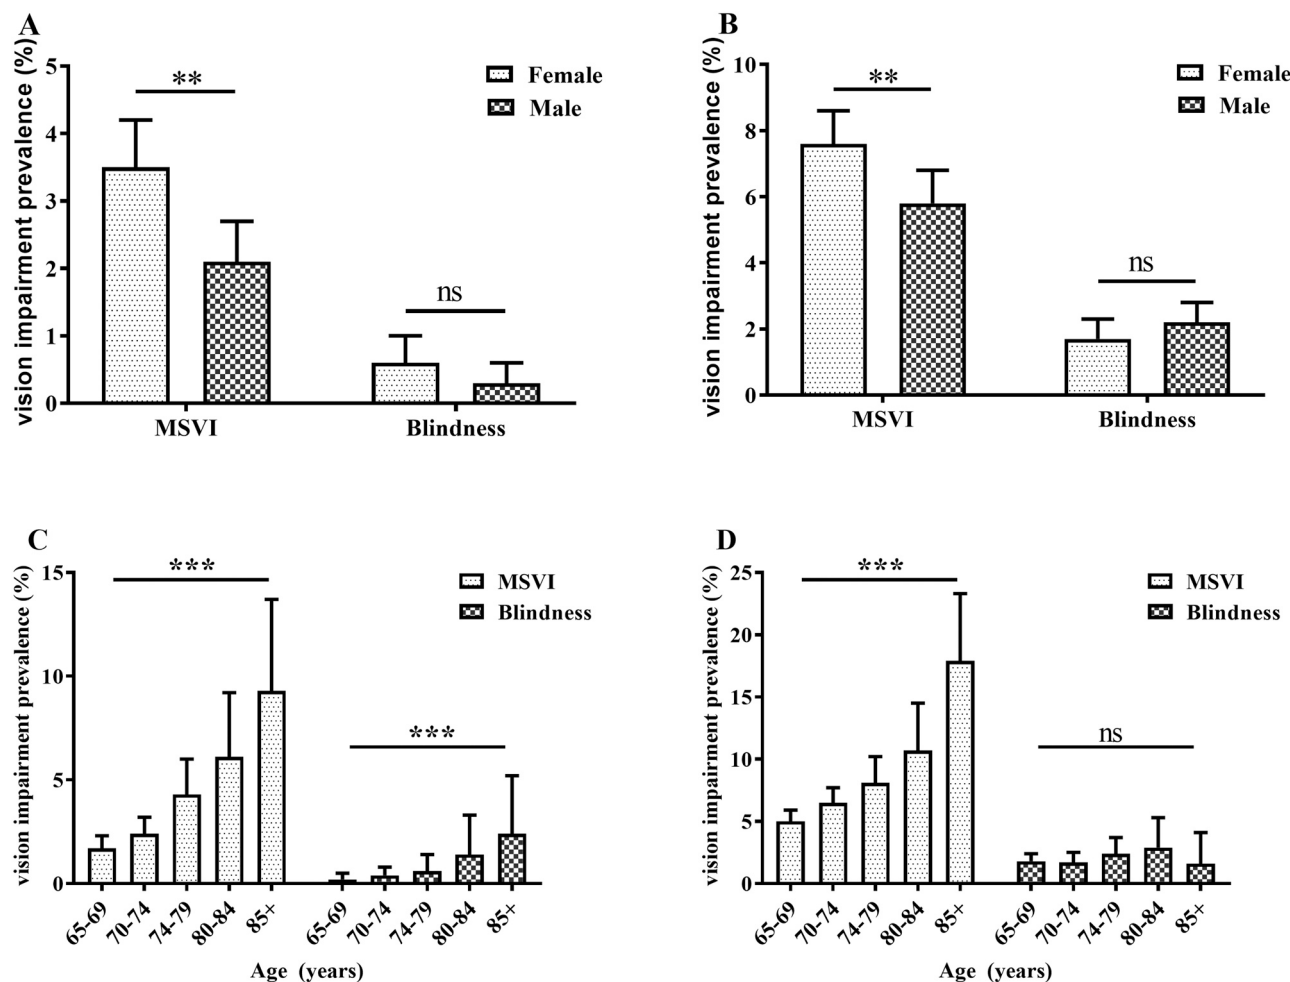 A
vision impairment prevalence (%)
5
4
3
2
1
0
**
ns
Female
Male
MSVI
Blindness
B
vision impairment prevalence (%)
10
8
6
4
2
0
**
ns
Female
Male
MSVI
Blindness
C
vision impairment prevalence (%)
15
10
5
0
***
***
MSVI
Blindness
65-69
70-74
74-79
80-84
85+
65-69
70-74
74-79
80-84
85+
Age (years)
D
vision impairment prevalence (%)
25
20
15
10
5
0
***
ns
MSVI
Blindness
65-69
70-74
74-79
80-84
85+
65-69
70-74
74-79
80-84
85+
Age (years)